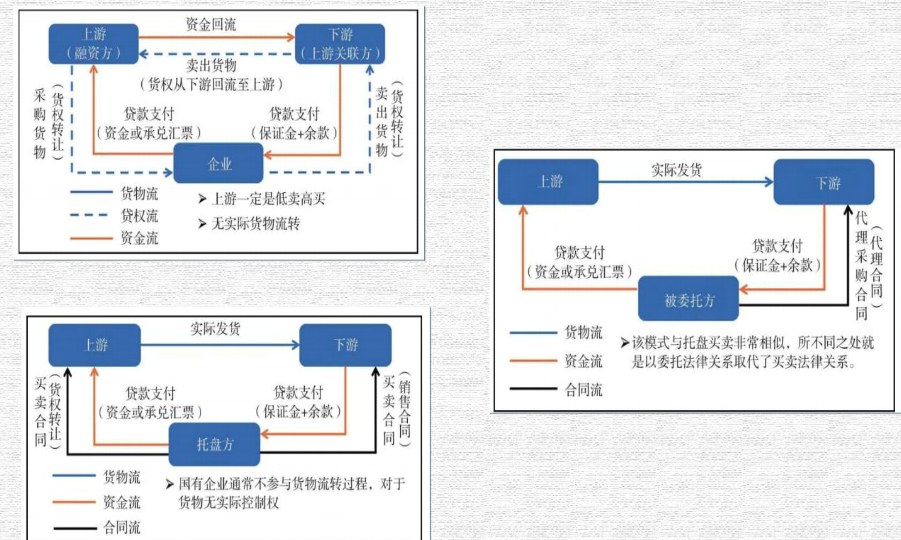 资金回流
上游
（融资方）
下游
（上游关联方）
卖出货物
（货权从下游回流至上游）
采购货物
（货权转让）
贷款支付
（资金或承兑汇票）
贷款支付
（保证金+余款）
卖出货物
（货权转让）
企业
货物流
贷权流
资金流
➤上游一定是低卖高买
➤无实际货物流转
上游
实际发货
下游
贷款支付
（资金或承兑汇票）
贷款支付
（保证金+余款）
代理采购合同
（代理合同）
被委托方
货物流
资金流
合同流
➤该模式与托盘买卖非常相似，所不同之处就
是以委托法律关系取代了买卖法律关系。
上游
实际发货
下游
买卖合同
（货权转让）
贷款支付
（资金或承兑汇票）
贷款支付
（保证金+余款）
买卖合同
（销售合同）
托盘方
货物流
资金流
合同流
➤国有企业通常不参与货物流转过程，对于
货物无实际控制权